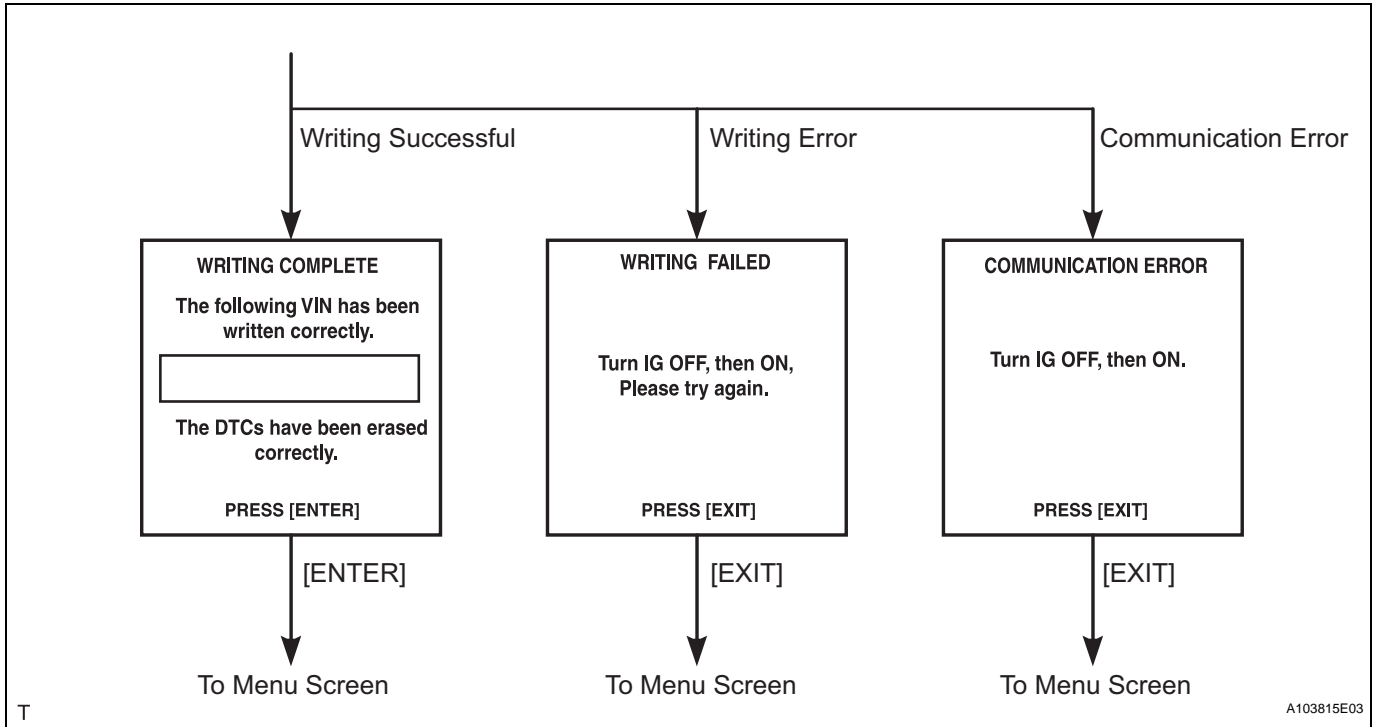 Writing Successful
Writing Error
Communication Error
WRITING COMPLETE
The following VIN has been
written correctly.
The DTCs have been erased
correctly.
PRESS [ENTER]
WRITING FAILED
Turn IG OFF, then ON,
Please try again.
PRESS [EXIT]
COMMUNICATION ERROR
Turn IG OFF, then ON.
PRESS [EXIT]
[ENTER]
[EXIT]
[EXIT]
To Menu Screen
To Menu Screen
To Menu Screen
T
A103815E03